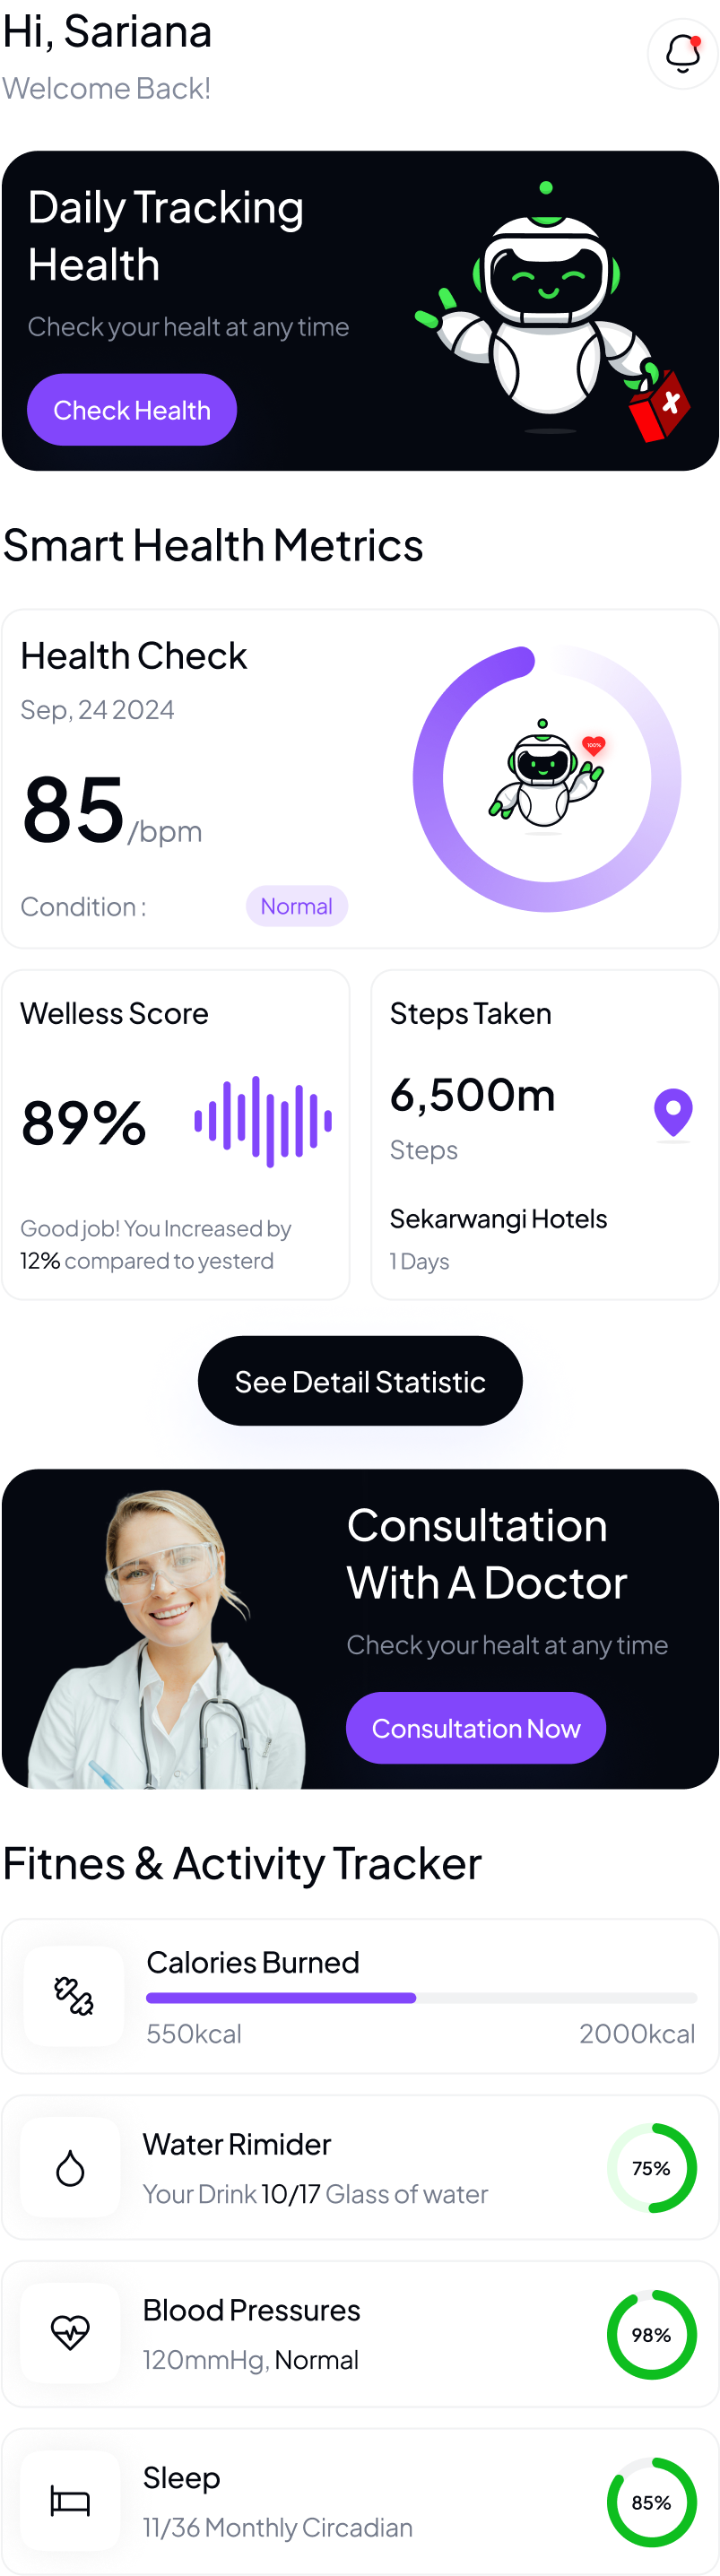 Hi, Sariana
Welcome Back!
Daily Tracking
Health
Check your healt at any time
Check Health
Smart Health Metrics
Health Check
Sep, 24 2024
85/bpm
100%
Condition :
Normal
Welless Score
89%
Good job! You Increased by
12% compared to yesterd
Steps Taken
6,500m
Steps
Sekarwangi Hotels
1 Days
See Detail Statistic
Consultation
With A Doctor
Check your healt at any time
Consultation Now
Fitnes & Activity Tracker
Calories Burned
550kcal
2000kcal
Water Rimider
Your Drink 10/17 Glass of water
75%
Blood Pressures
120mmHg, Normal
98%
Sleep
11/36 Monthly Circadian
85%